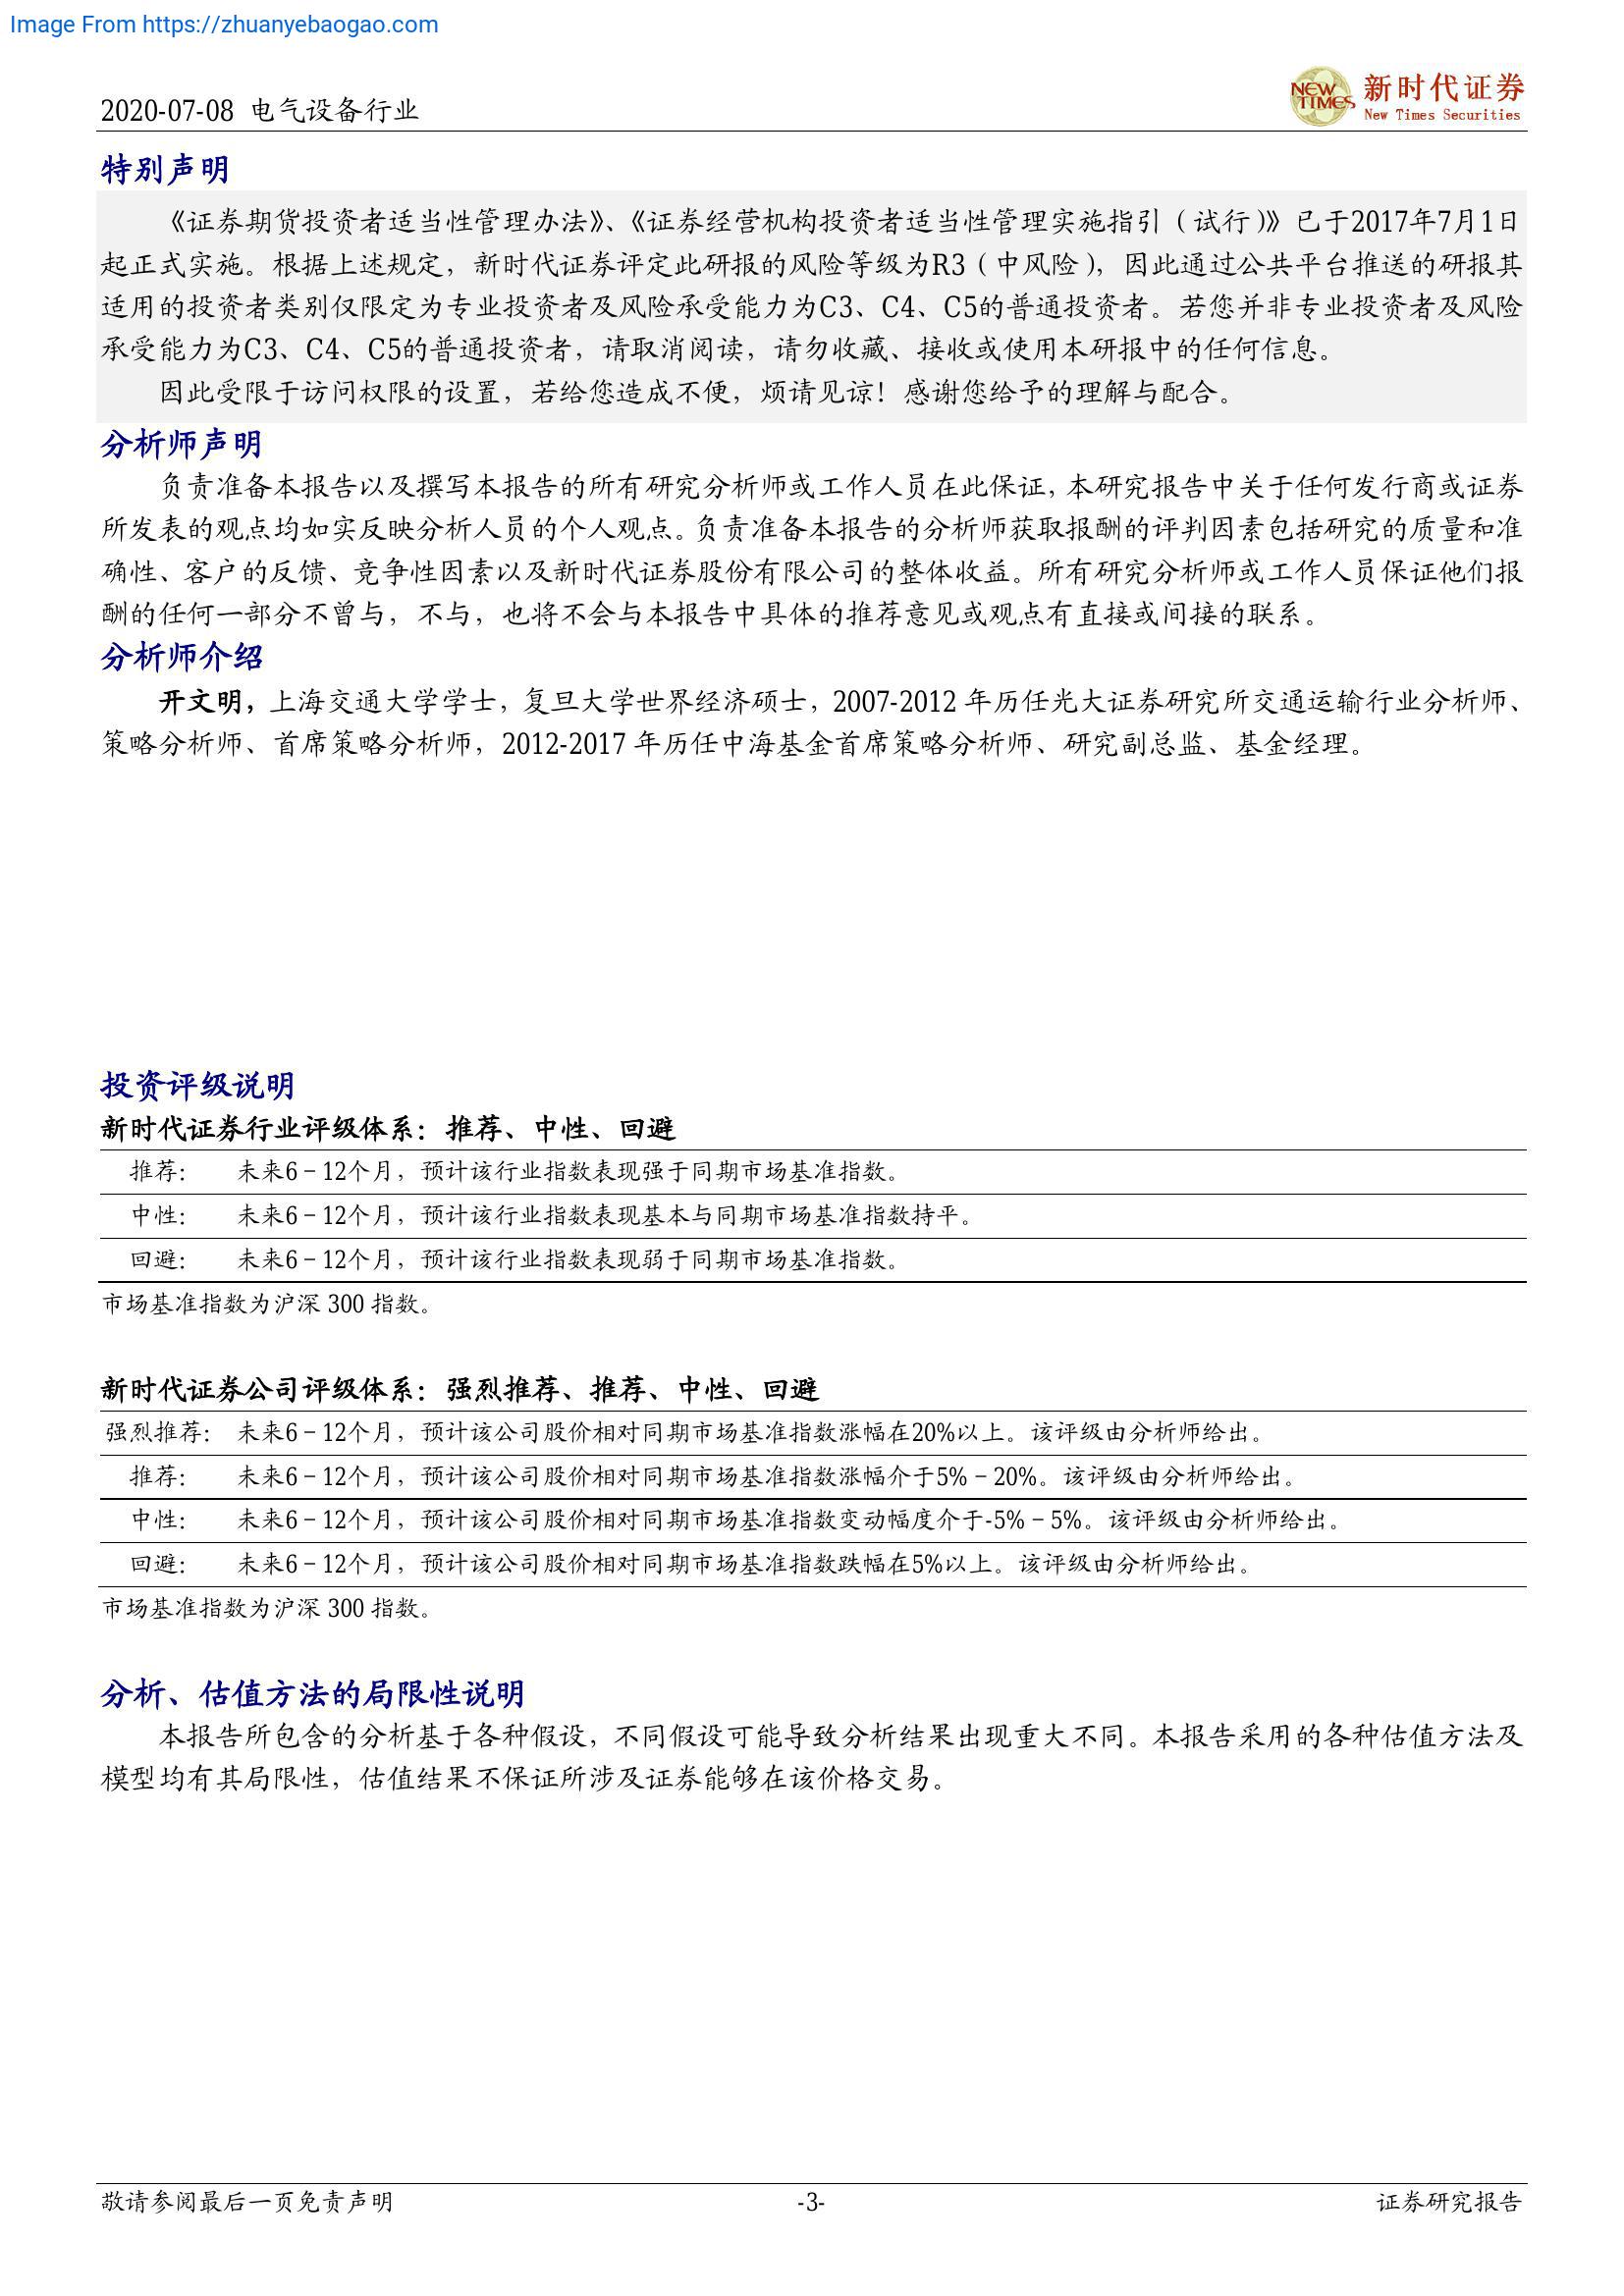 Image From https://zhuanyebaogao.com
2020-07-08 电气设备行业
NEW TIMES
新时代证券
New Times Securities
特别声明
《证券期货投资者适当性管理办法》、《证券经营机构投资者适当性管理实施指引（试行）》已于2017年7月1日
起正式实施。根据上述规定，新时代证券评定此研报的风险等级为R3（中风险），因此通过公共平台推送的研报其
适用的投资者类别仅限定为专业投资者及风险承受能力为C3、C4、C5的普通投资者。若您并非专业投资者及风险
承受能力为C3、C4、C5的普通投资者，请取消阅读，请勿收藏、接收或使用本研报中的任何信息。
因此受限于访问权限的设置，若给您造成不便，烦请见谅！感谢您给予的理解与配合。
分析师声明
负责准备本报告以及撰写本报告的所有研究分析师或工作人员在此保证，本研究报告中关于任何发行商或证券
所发表的观点均如实反映分析人员的个人观点。负责准备本报告的分析师获取报酬的评判因素包括研究的质量和准
确性、客户的反馈、竞争性因素以及新时代证券股份有限公司的整体收益。所有研究分析师或工作人员保证他们报
酬的任何一部分不曾与，不与，也将不会与本报告中具体的推荐意见或观点有直接或间接的联系。
分析师介绍
开文明，上海交通大学学士，复旦大学世界经济硕士，2007-2012 年历任光大证券研究所交通运输行业分析师、
策略分析师、首席策略分析师，2012-2017 年历任中海基金首席策略分析师、研究副总监、基金经理。
投资评级说明
新时代证券行业评级体系：推荐、中性、回避
推荐： 未来6－12个月，预计该行业指数表现强于同期市场基准指数。
中性： 未来6－12个月，预计该行业指数表现基本与同期市场基准指数持平。
回避： 未来6－12个月，预计该行业指数表现弱于同期市场基准指数。
市场基准指数为沪深 300 指数。
新时代证券公司评级体系：强烈推荐、推荐、中性、回避
强烈推荐： 未来6－12个月，预计该公司股价相对同期市场基准指数涨幅在20%以上。该评级由分析师给出。
推荐： 未来6－12个月，预计该公司股价相对同期市场基准指数涨幅介于5%－20%。该评级由分析师给出。
中性： 未来6－12个月，预计该公司股价相对同期市场基准指数变动幅度介于-5%－5%。该评级由分析师给出。
回避： 未来6－12个月，预计该公司股价相对同期市场基准指数跌幅在5%以上。该评级由分析师给出。
市场基准指数为沪深 300 指数。
分析、估值方法的局限性说明
本报告所包含的分析基于各种假设，不同假设可能导致分析结果出现重大不同。本报告采用的各种估值方法及
模型均有其局限性，估值结果不保证所涉及证券能够在该价格交易。
敬请参阅最后一页免责声明 -3- 证券研究报告